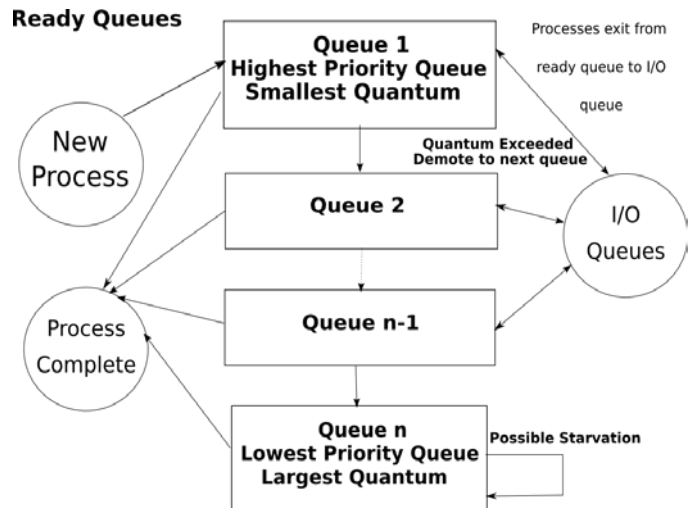 Ready Queues
Queue 1
Highest Priority Queue
Smallest Quantum
Processes exit from
ready queue to I/O
queue
New
Process
Quantum Exceeded
Demote to next queue
Queue 2
I/O
Queues
Queue n-1
Process
Complete
Queue n
Lowest Priority Queue
Largest Quantum
Possible Starvation